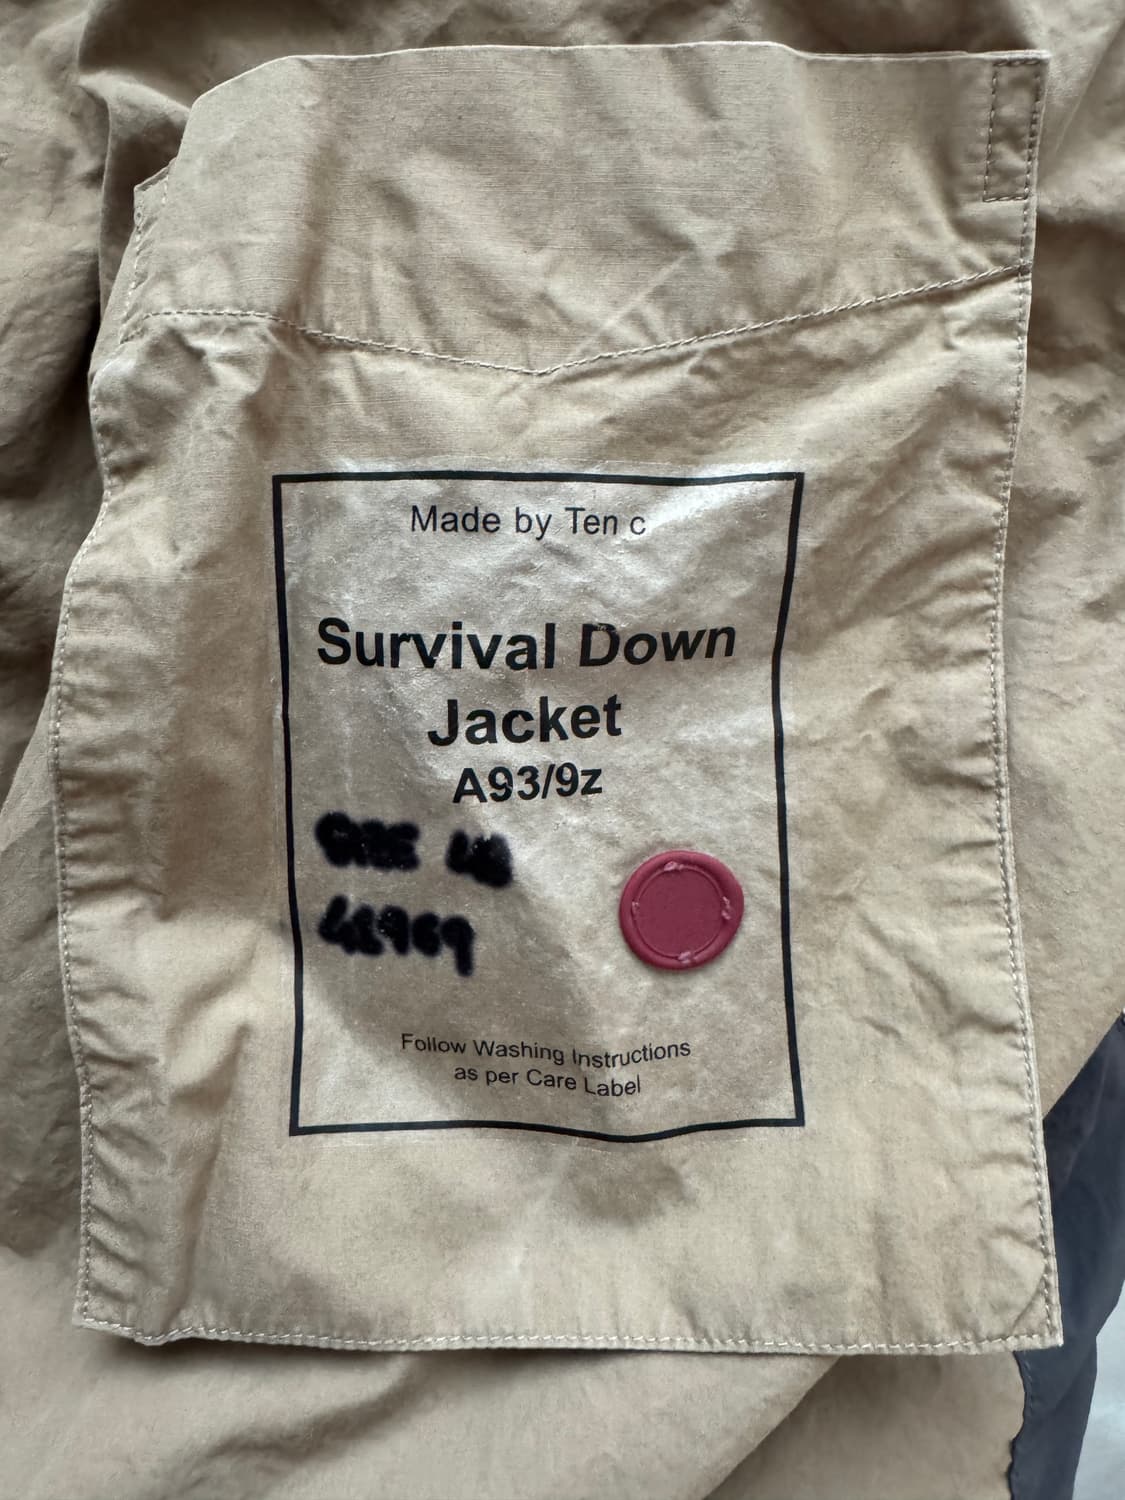 Made by Ten c
Survival Down
Jacket
A93/9z
Follow Washing Instructions
as per Care Label